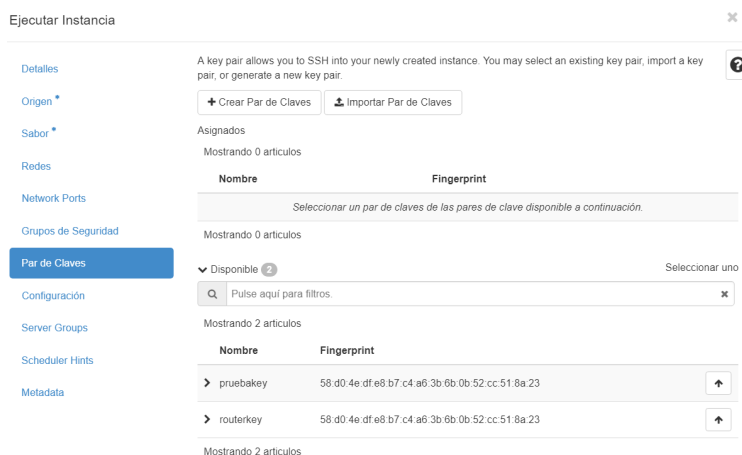 Ejecutar Instancia
Detalles
Origen *
Sabor *
Redes
Network Ports
Grupos de Seguridad
Par de Claves
Configuración
Server Groups
Scheduler Hints
Metadata
A key pair allows you to SSH into your newly created instance. You may select an existing key pair, import a key
pair, or generate a new key pair.
Crear Par de Claves Importar Par de Claves
Asignados
Mostrando 0 articulos
Nombre Fingerprint
Seleccionar un par de claves de las pares de clave disponible a continuación.
Mostrando 0 articulos
Disponible 2 Seleccionar uno
Pulse aquí para filtros.
Mostrando 2 articulos
Nombre Fingerprint
pruebakey 58:d0:4e:df:e8:b7:c4:a6:3b:6b:0b:52:cc:51:8a:23
routerkey 58:d0:4e:df:e8:b7:c4:a6:3b:6b:0b:52:cc:51:8a:23
Mostrando 2 articulos